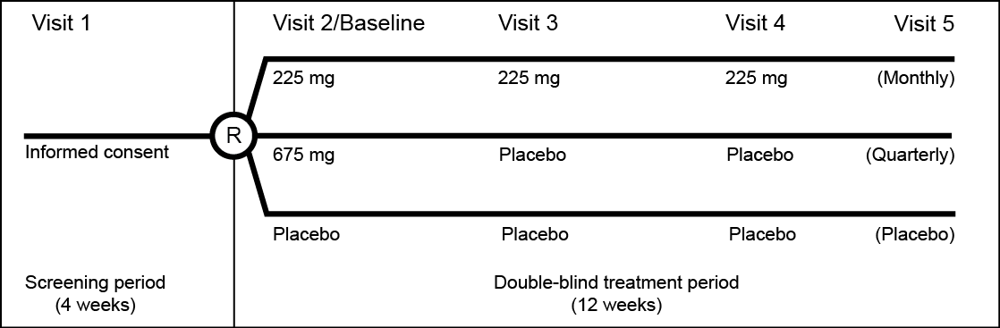 Visit 1 Visit 2/Baseline Visit 3 Visit 4 Visit 5
225 mg 225 mg 225 mg (Monthly)
R
Informed consent
675 mg Placebo Placebo (Quarterly)
Placebo Placebo Placebo (Placebo)
Screening period
(4 weeks)
Double-blind treatment period
(12 weeks)